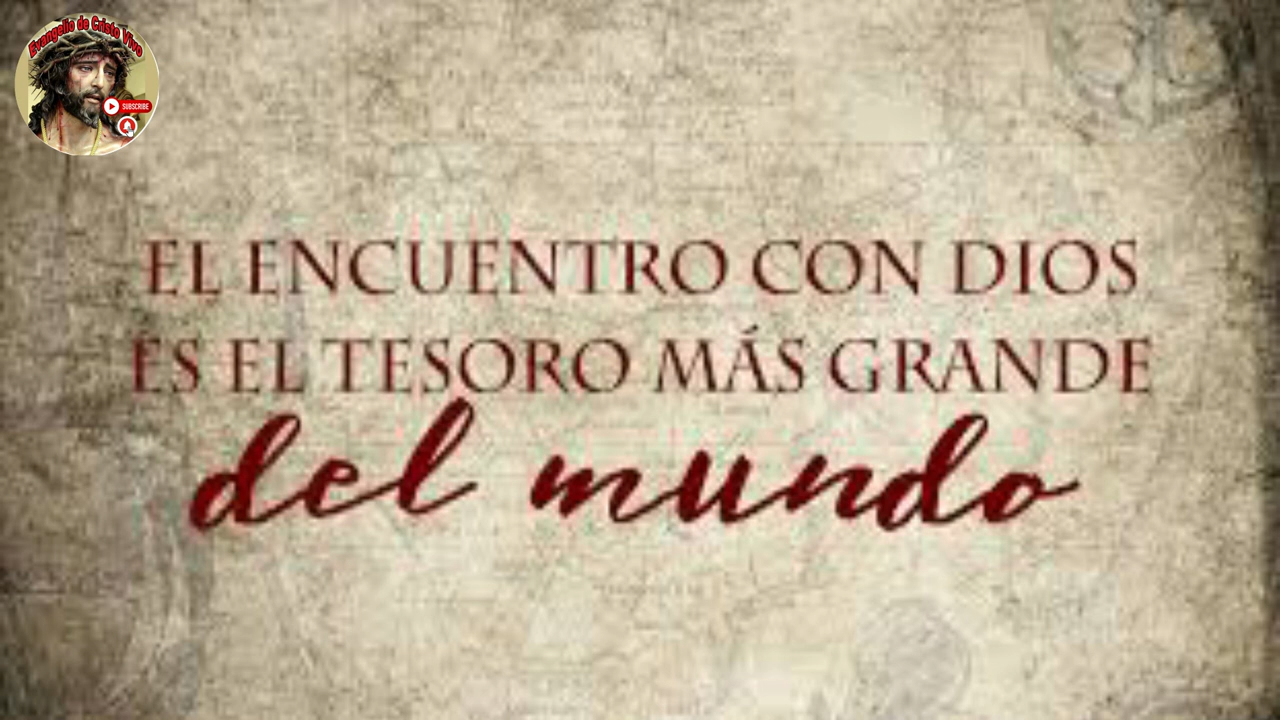 Evangelio de Cristo Vivo
SUBSCRIBE
EL ENCUENTRO CON DIOS
ES EL TESORO MÁS GRANDE
del mundo